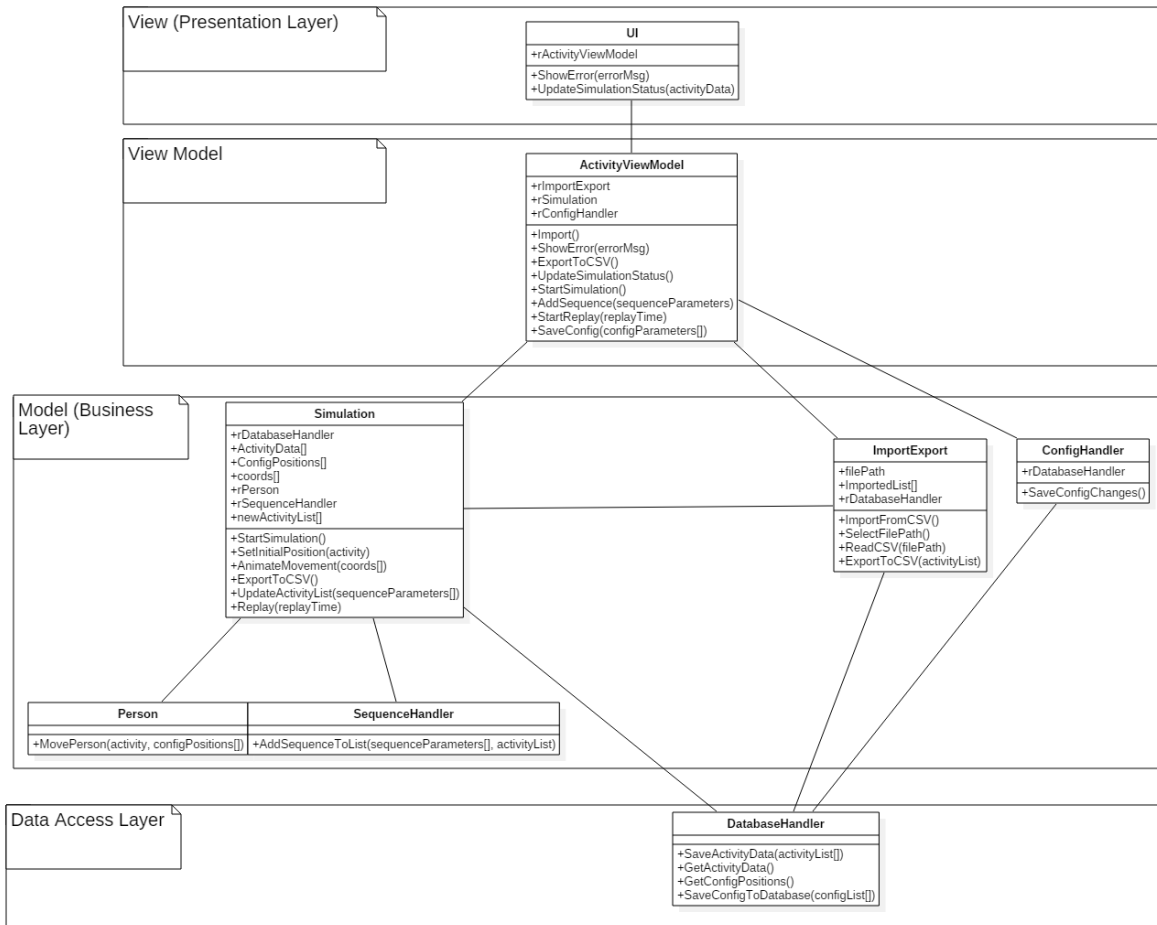 View (Presentation Layer)
UI
+rActivityViewModel
+ShowError(errorMsg)
+UpdateSimulationStatus(activityData)
View Model
ActivityViewModel
+rImportExport
+rSimulation
+rConfigHandler
+Import()
+ShowError(errorMsg)
+ExportToCSV()
+UpdateSimulationStatus()
+StartSimulation()
+AddSequence(sequenceParameters)
+StartReplay(replayTime)
+SaveConfig(configParameters[])
Model (Business
Layer)
Simulation
+rDatabaseHandler
+ActivityData[]
+ConfigPositions[]
+coords[]
+rPerson
+rSequenceHandler
+newActivityList[]
+StartSimulation()
+SetInitialPosition(activity)
+AnimateMovement(coords[])
+ExportToCSV()
+UpdateActivityList(sequenceParameters[])
+Replay(replayTime)
ImportExport
+filePath
+ImportedList[]
+rDatabaseHandler
+ImportFromCSV()
+SelectFilePath()
+ReadCSV(filePath)
+ExportToCSV(activityList)
ConfigHandler
+rDatabaseHandler
+SaveConfigChanges()
Person
+MovePerson(activity, configPositions[])
SequenceHandler
+AddSequenceToList(sequenceParameters[], activityList)
Data Access Layer
DatabaseHandler
+SaveActivityData(activityList[])
+GetActivityData()
+GetConfigPositions()
+SaveConfigToDatabase(configList[])